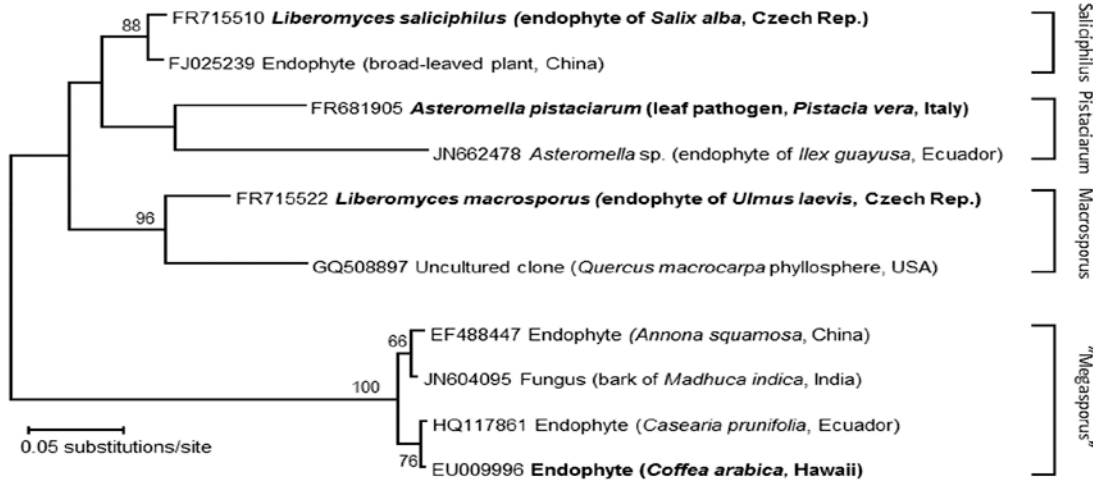 88
FR715510 Liberomyces saliciphilus (endophyte of Salix alba, Czech Rep.)
FJ025239 Endophyte (broad-leaved plant, China)
Saliciphilus
FR681905 Asteromella pistaciarum (leaf pathogen, Pistacia vera, Italy)
JN662478 Asteromella sp. (endophyte of Ilex guayusa, Ecuador)
Pistaciarum
96
FR715522 Liberomyces macrosporus (endophyte of Ulmus laevis, Czech Rep.)
GQ508897 Uncultured clone (Quercus macrocarpa phyllosphere, USA)
Macrosporus
66
EF488447 Endophyte (Annona squamosa, China)
100
JN604095 Fungus (bark of Madhuca indica, India)
HQ117861 Endophyte (Casearia prunifolia, Ecuador)
76
EU009996 Endophyte (Coffea arabica, Hawaii)
"Megasporus"
0.05 substitutions/site